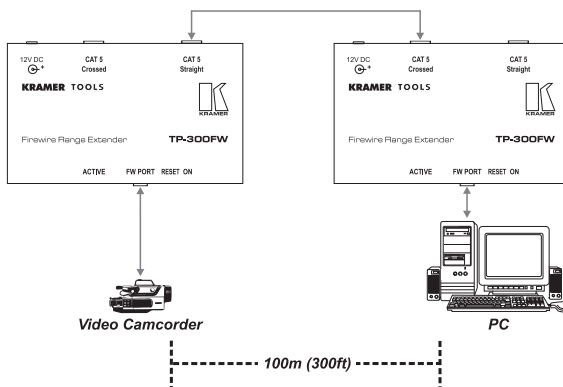 12V DC CAT 5 CAT 5
+ Crossed Straight
KRAMER TOOLS
K
KRAMER
Firewire Range Extender TP-300FW
ACTIVE FW PORT RESET ON
12V DC CAT 5 CAT 5
+ Crossed Straight
KRAMER TOOLS
K
KRAMER
Firewire Range Extender TP-300FW
ACTIVE FW PORT RESET ON
Video Camcorder
PC
100m (300ft)